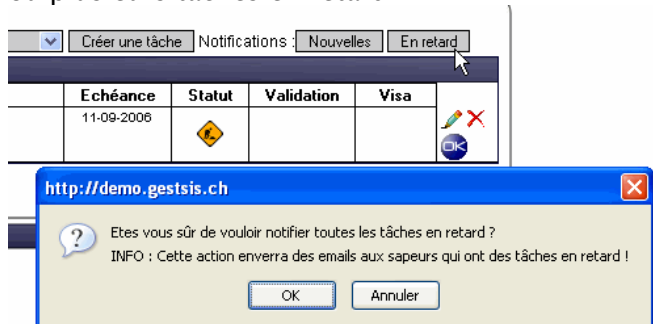 Créer une tâche Notifications : Nouvelles En retard
Echéance Statut Validation Visa
11-09-2006
OK
http://demo.gestsis.ch
Etes vous sûr de vouloir notifier toutes les tâches en retard ?
INFO : Cette action enverra des emails aux sapeurs qui ont des tâches en retard !
OK Annuler